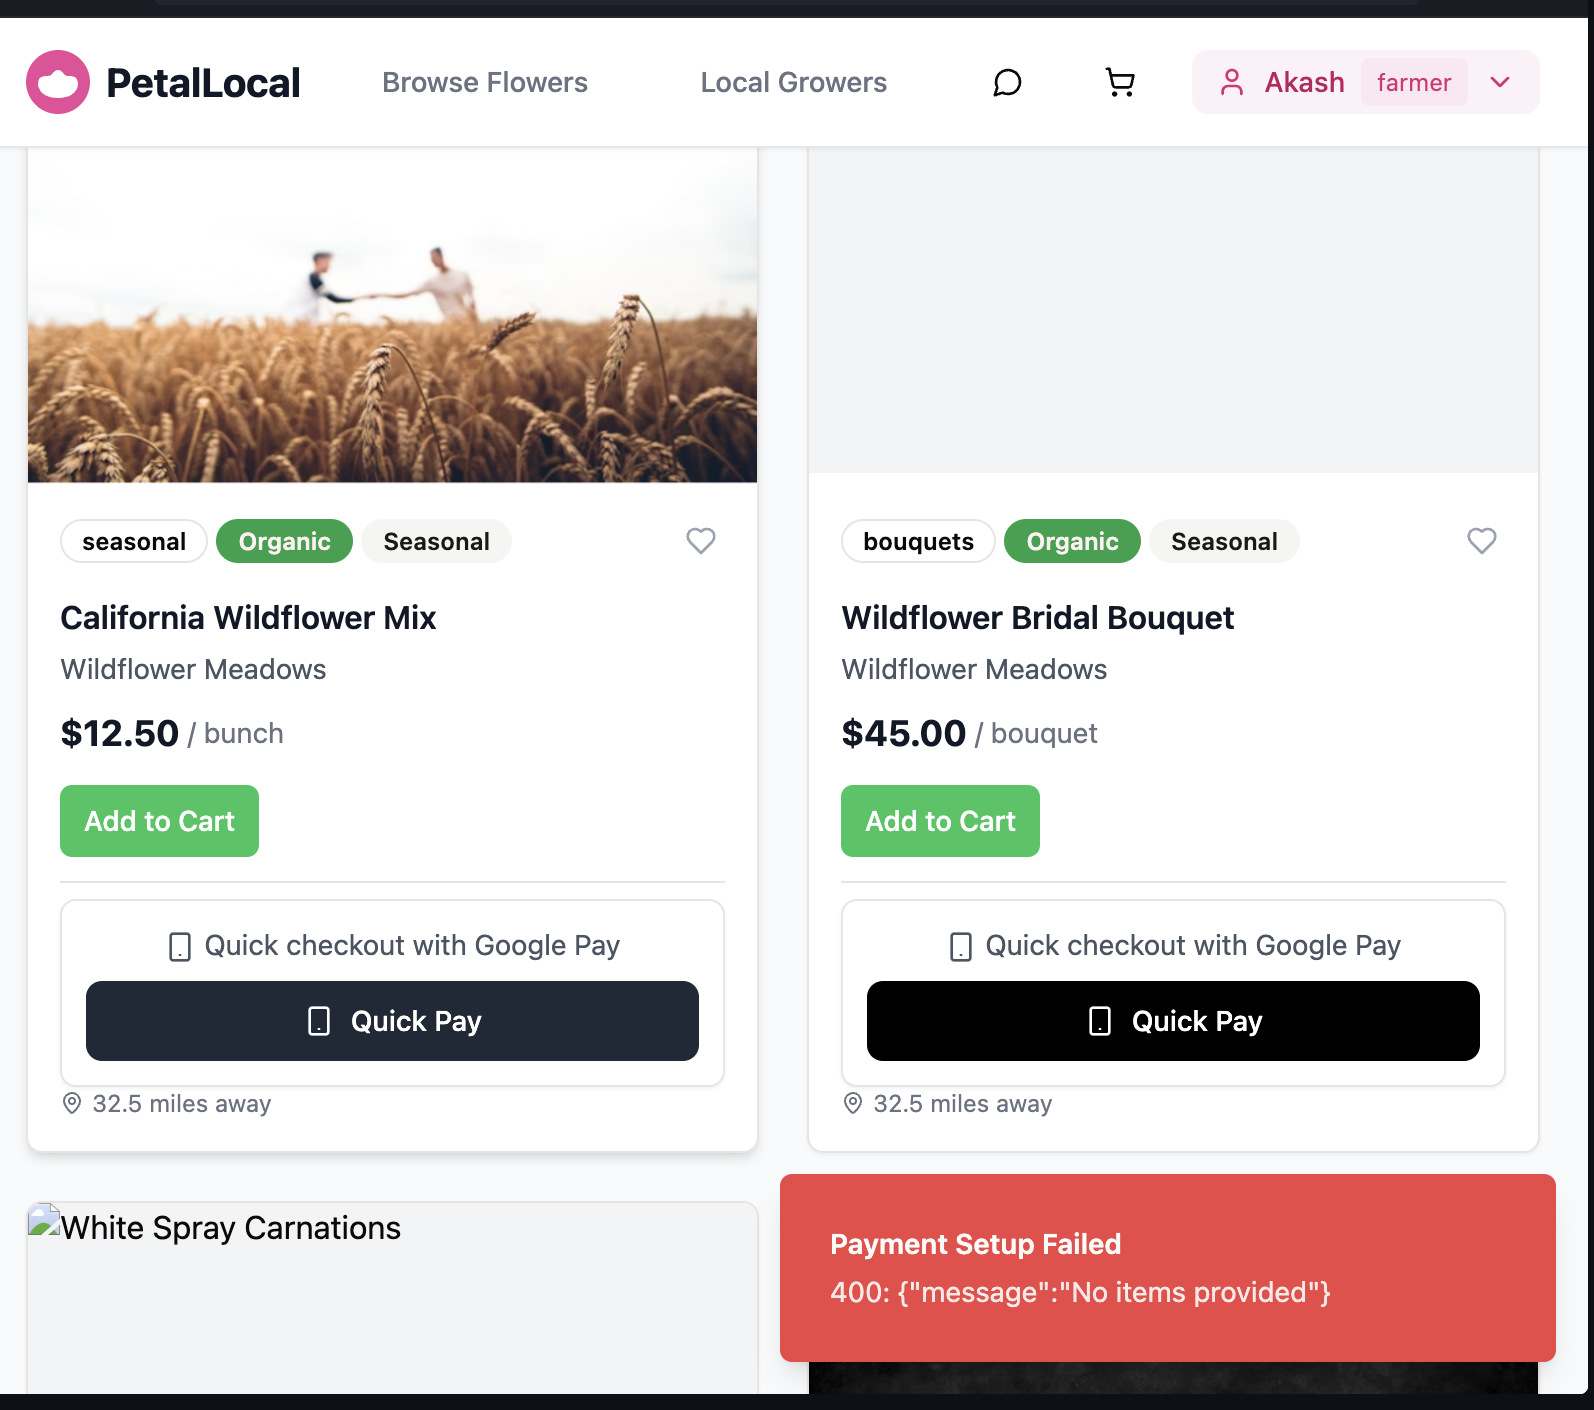 PetalLocal
Browse Flowers
Local Growers
Akash
farmer
seasonal
Organic
Seasonal
California Wildflower Mix
Wildflower Meadows
$12.50 / bunch
Add to Cart
Quick checkout with Google Pay
Quick Pay
32.5 miles away
bouquets
Organic
Seasonal
Wildflower Bridal Bouquet
Wildflower Meadows
$45.00 / bouquet
Add to Cart
Quick checkout with Google Pay
Quick Pay
32.5 miles away
White Spray Carnations
Payment Setup Failed
400: {"message":"No items provided"}